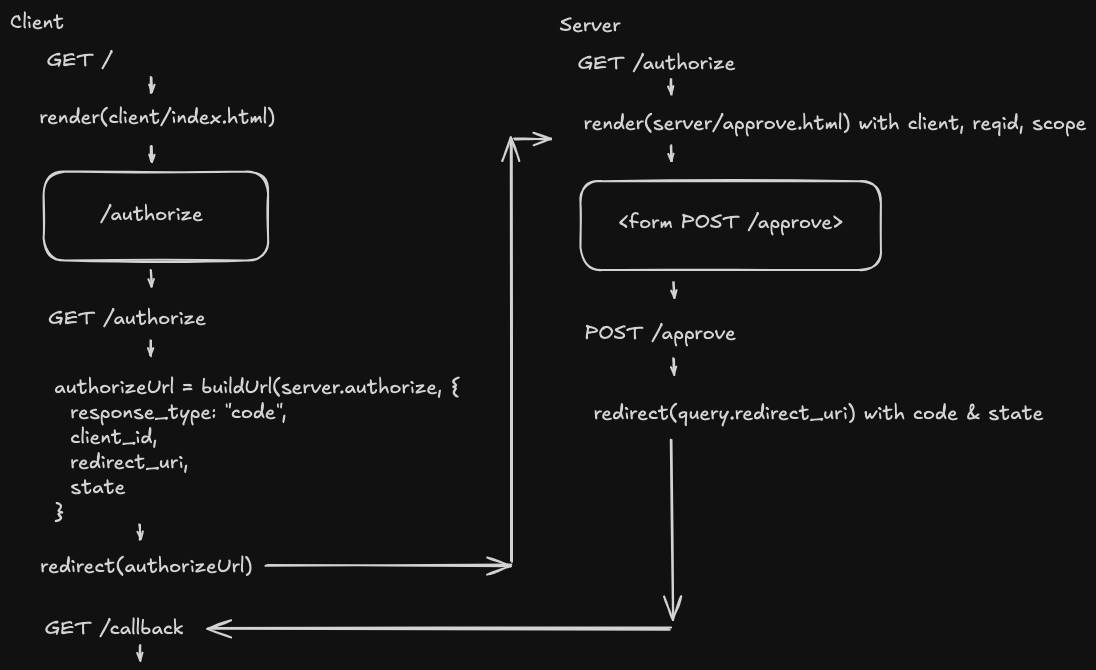 Client
GET /
render(client/index.html)
/authorize
GET /authorize
authorizeUrl = buildUrl(server.authorize, {
response_type: "code",
client_id,
redirect_uri,
state
}
redirect(authorizeUrl)
GET /callback
Server
GET /authorize
render(server/approve.html) with client, reqid, scope
<form POST /approve>
POST /approve
redirect(query.redirect_uri) with code & state